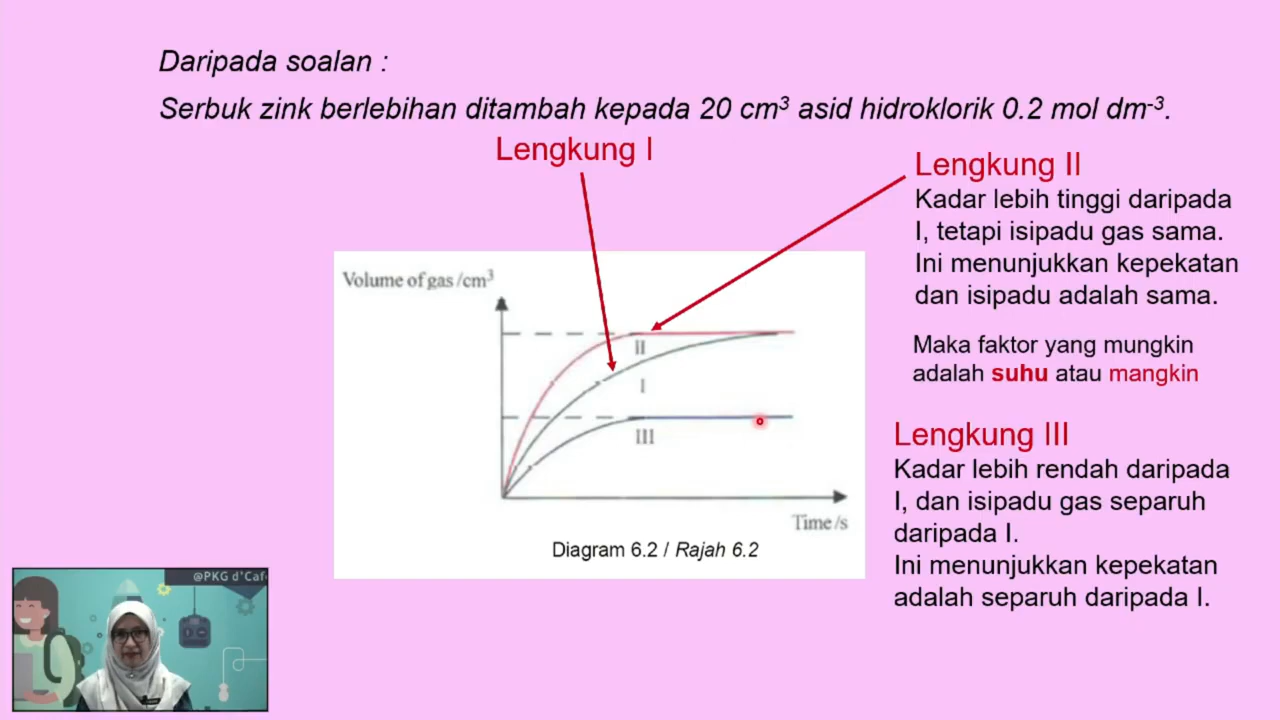 Daripada soalan :
Serbuk zink berlebihan ditambah kepada 20 cm³ asid hidroklorik 0.2 mol dm⁻³.
Lengkung I
Lengkung II
Kadar lebih tinggi daripada
I, tetapi isipadu gas sama.
Ini menunjukkan kepekatan
dan isipadu adalah sama.
Maka faktor yang mungkin
adalah suhu atau mangkin
Lengkung III
Kadar lebih rendah daripada
I, dan isipadu gas separuh
daripada I.
Ini menunjukkan kepekatan
adalah separuh daripada I.
Volume of gas /cm³
II
I
III
Time /s
Diagram 6.2 / Rajah 6.2
@PKG d'Café